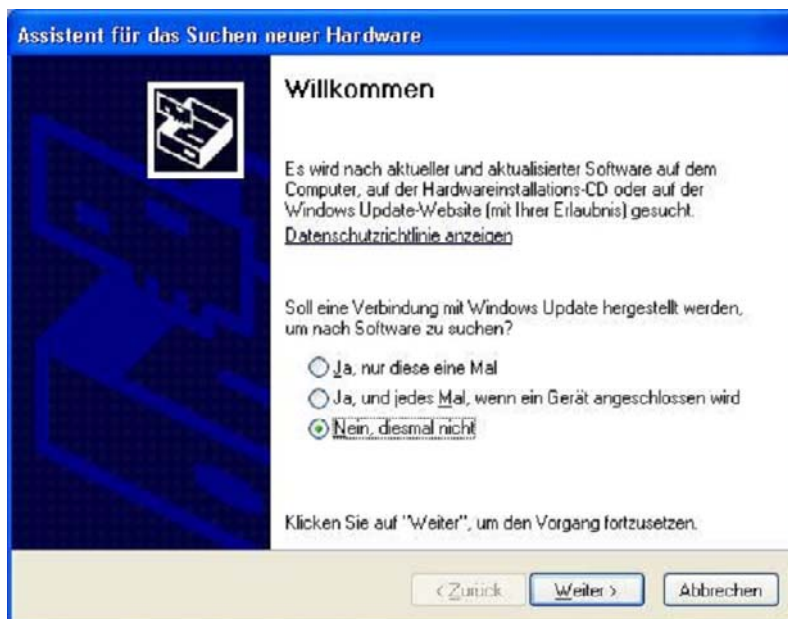 Assistent für das Suchen neuer Hardware
Willkommen
Es wird nach aktueller und aktualisierter Software auf dem
Computer, auf der Hardwareinstallations-CD oder auf der
Windows Update-Website (mit Ihrer Erlaubnis) gesucht.
Datenschutzrichtlinie anzeigen
Soll eine Verbindung mit Windows Update hergestellt werden,
um nach Software zu suchen?
Ja, nur diese eine Mal
Ja, und jedes Mal, wenn ein Gerät angeschlossen wird
Nein, diesmal nicht
Klicken Sie auf "Weiter", um den Vorgang fortzusetzen.
< Zurück Weiter > Abbrechen